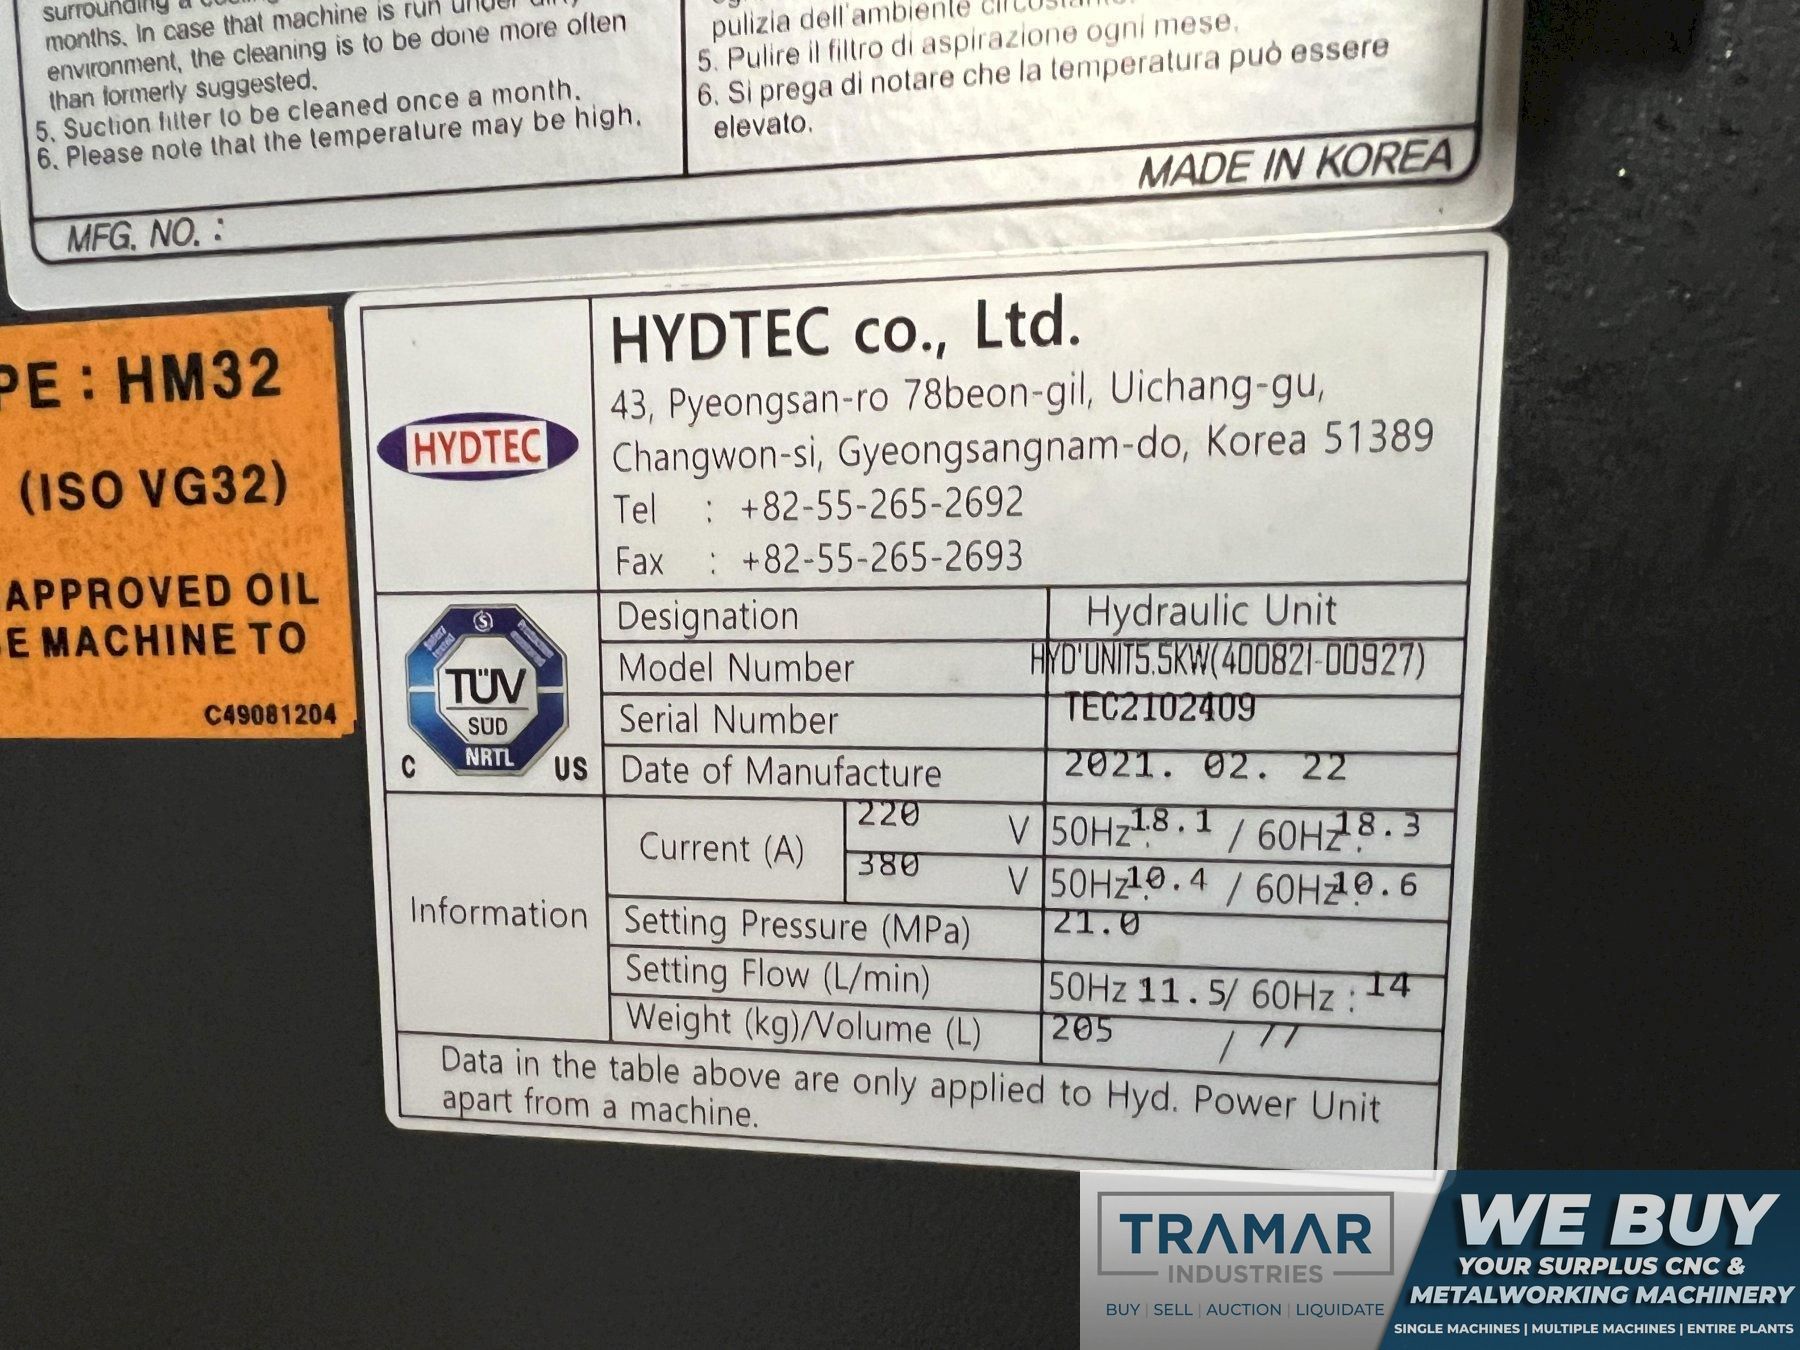 surrounding a
months. In case that machine is run under dirty
environment, the cleaning is to be done more often
than formerly suggested.
5. Suction filter to be cleaned once a month.
6. Please note that the temperature may be high.
pulizia dell'ambiente circostante.
5. Pulire il filtro di aspirazione ogni mese.
6. Si prega di notare che la temperatura può essere
elevato.
MADE IN KOREA
MFG. NO. :
PE : HM32
(ISO VG32)
APPROVED OIL
E MACHINE TO
C49081204
HYDTEC
HYDTEC co., Ltd.
43, Pyeongsan-ro 78beon-gil, Uichang-gu,
Changwon-si, Gyeongsangnam-do, Korea 51389
Tel : +82-55-265-2692
Fax : +82-55-265-2693
TÜV
SÜD
NRTL
C US
Designation Hydraulic Unit
Model Number HYD'UNIT5.5KW(400821-00927)
Serial Number TEC2102409
Date of Manufacture 2021. 02. 22
Information
Current (A) 220 V 50Hz: 18.1 / 60Hz: 18.3
380 V 50Hz: 10.4 / 60Hz: 10.6
Setting Pressure (MPa) 21.0
Setting Flow (L/min) 50Hz 11.5/ 60Hz : 14
Weight (kg)/Volume (L) 205 /
Data in the table above are only applied to Hyd. Power Unit
apart from a machine.
TRAMAR
INDUSTRIES
BUY | SELL | AUCTION | LIQUIDATE
WE BUY
YOUR SURPLUS CNC &
METALWORKING MACHINERY
SINGLE MACHINES | MULTIPLE MACHINES | ENTIRE PLANTS